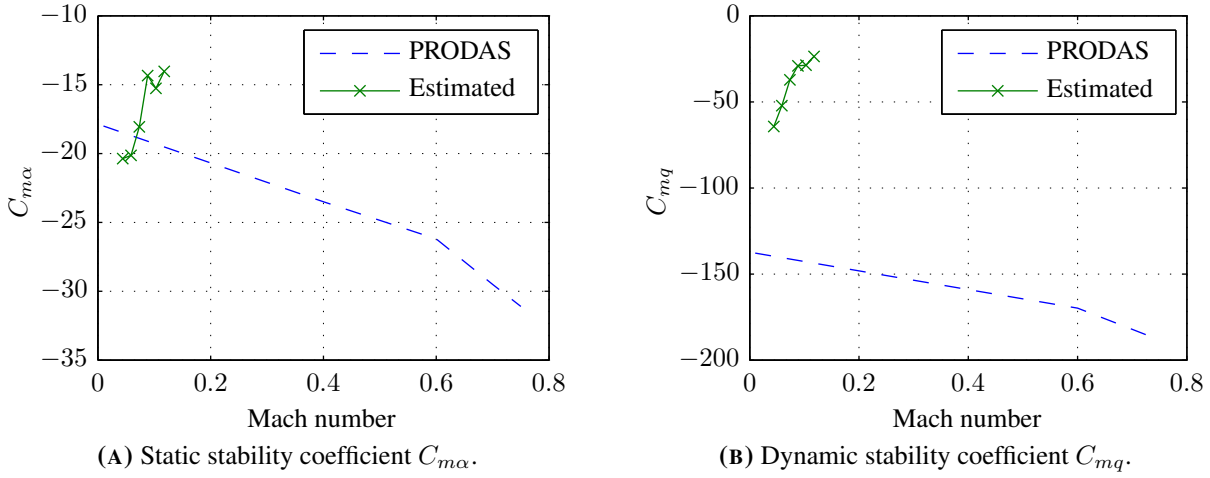 −10
−15
−20
−25
−30
−35
0
0.2
0.4
0.6
0.8
Mach number
C_{mα}
PRODAS
Estimated
(A) Static stability coefficient C_{mα}.
0
−50
−100
−150
−200
0
0.2
0.4
0.6
0.8
Mach number
C_{mq}
PRODAS
Estimated
(B) Dynamic stability coefficient C_{mq}.